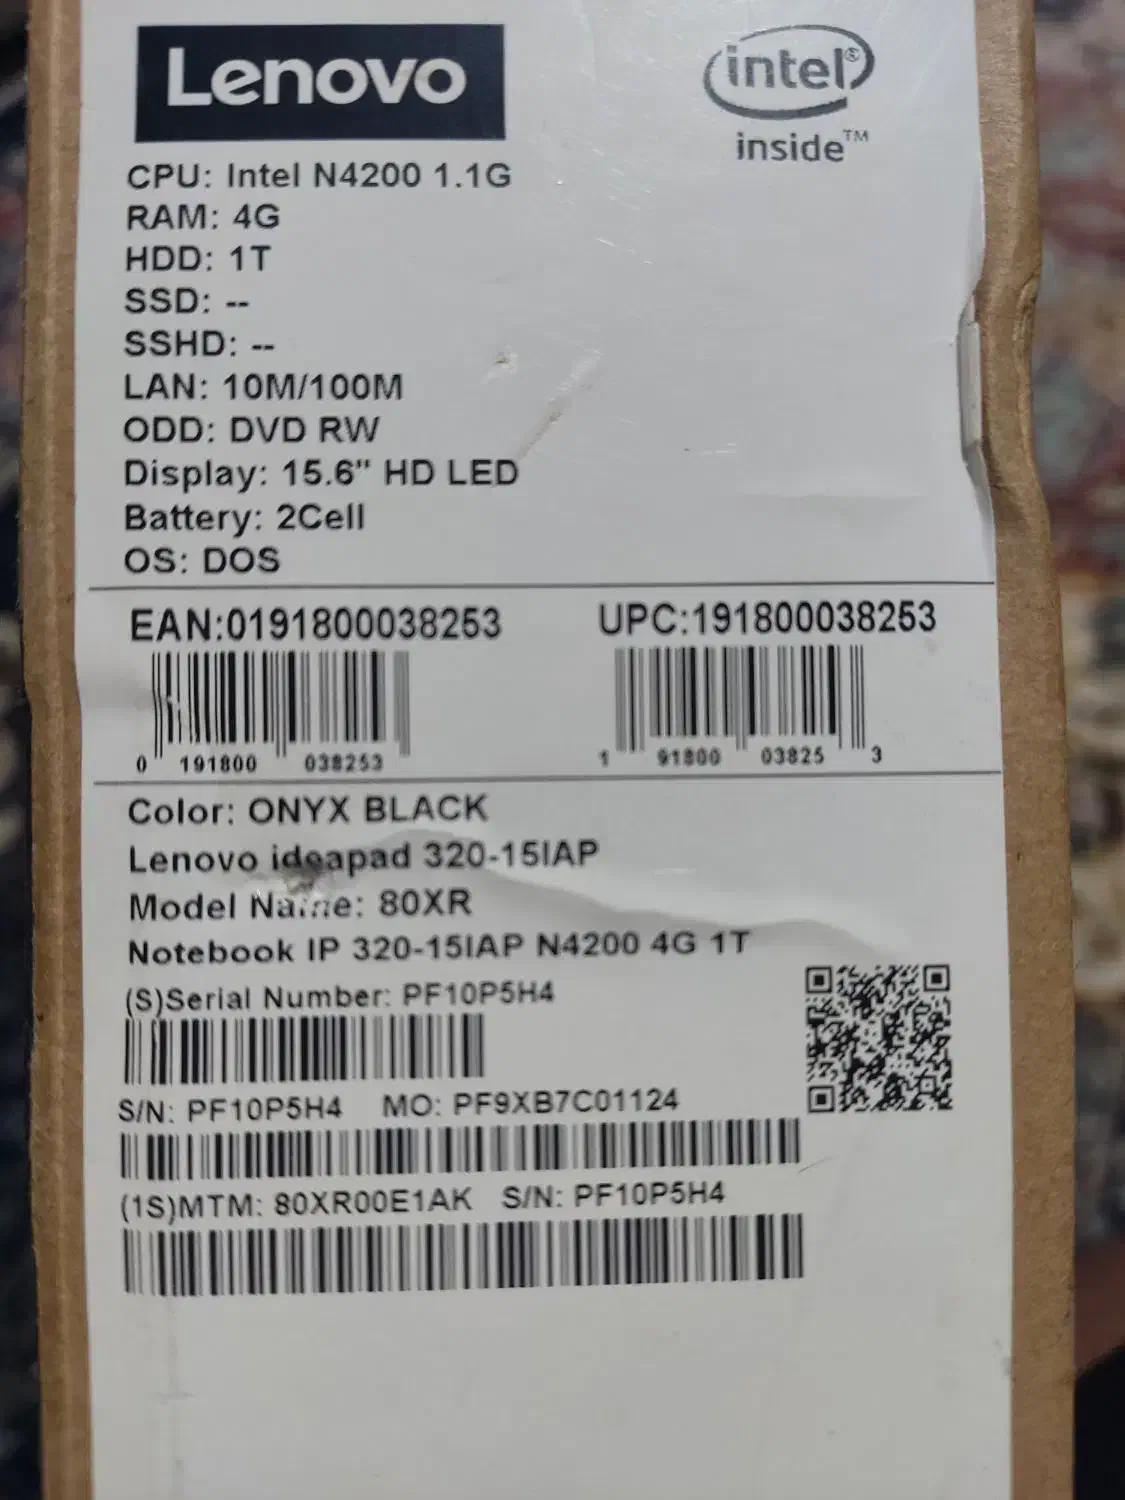 Lenovo
intel®
inside™
CPU: Intel N4200 1.1G
RAM: 4G
HDD: 1T
SSD: --
SSHD: --
LAN: 10M/100M
ODD: DVD RW
Display: 15.6" HD LED
Battery: 2Cell
OS: DOS
EAN:0191800038253 UPC:191800038253
0 191800 038253 1 91800 03825 3
Color: ONYX BLACK
Lenovo ideapad 320-15IAP
Model Name: 80XR
Notebook IP 320-15IAP N4200 4G 1T
(S)Serial Number: PF10P5H4
S/N: PF10P5H4 MO: PF9XB7C01124
(1S)MTM: 80XR00E1AK S/N: PF10P5H4